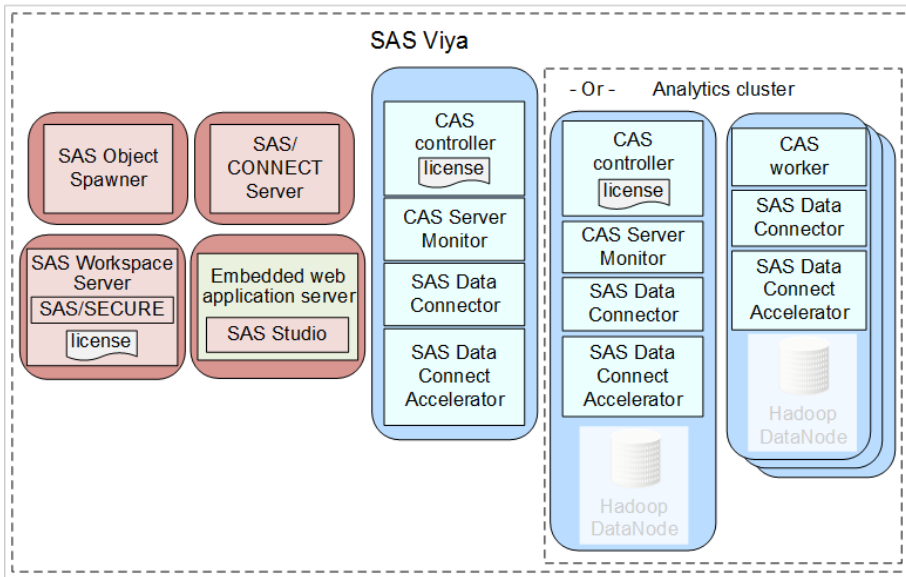 SAS Viya
SAS Object
Spawner
SAS/
CONNECT
Server
SAS Workspace
Server
SAS/SECURE
license
Embedded web
application server
SAS Studio
CAS
controller
license
CAS Server
Monitor
SAS Data
Connector
SAS Data
Connect
Accelerator
- Or - Analytics cluster
CAS
controller
license
CAS Server
Monitor
SAS Data
Connector
SAS Data
Connect
Accelerator
Hadoop
DataNode
CAS
worker
SAS Data
Connector
SAS Data
Connect
Accelerator
Hadoop
DataNode